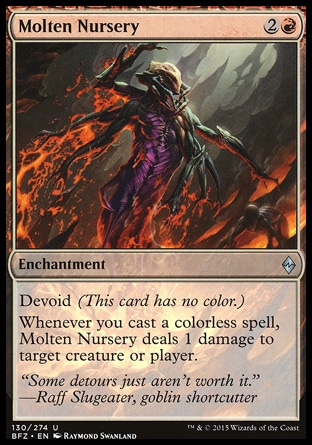 Molten Nursery 2
Enchantment
Devoid (This card has no color.)
Whenever you cast a colorless spell,
Molten Nursery deals 1 damage to
target creature or player.
“Some detours just aren’t worth it.”
—Raff Slugeater, goblin shortcutter
130/274 U
BFZ • EN RAYMOND SWANLAND
™ & © 2015 Wizards of the Coast